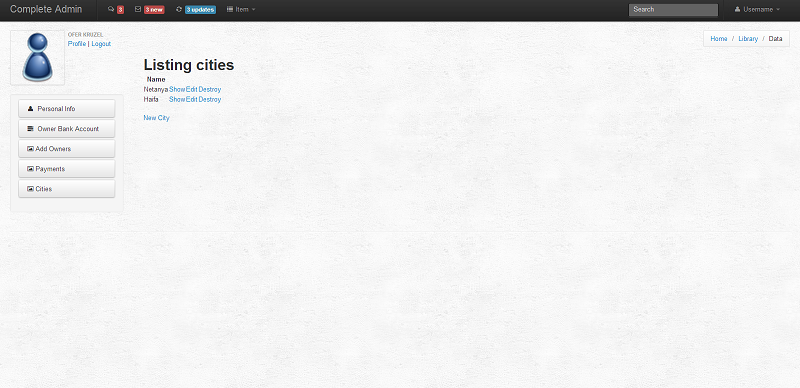 Complete Admin 3 3 new 3 updates Item Search Username
OFER KRUZEL
Profile | Logout
Home / Library / Data
Listing cities
Name
Netanya Show Edit Destroy
Haifa Show Edit Destroy
New City
Personal Info
Owner Bank Account
Add Owners
Payments
Cities